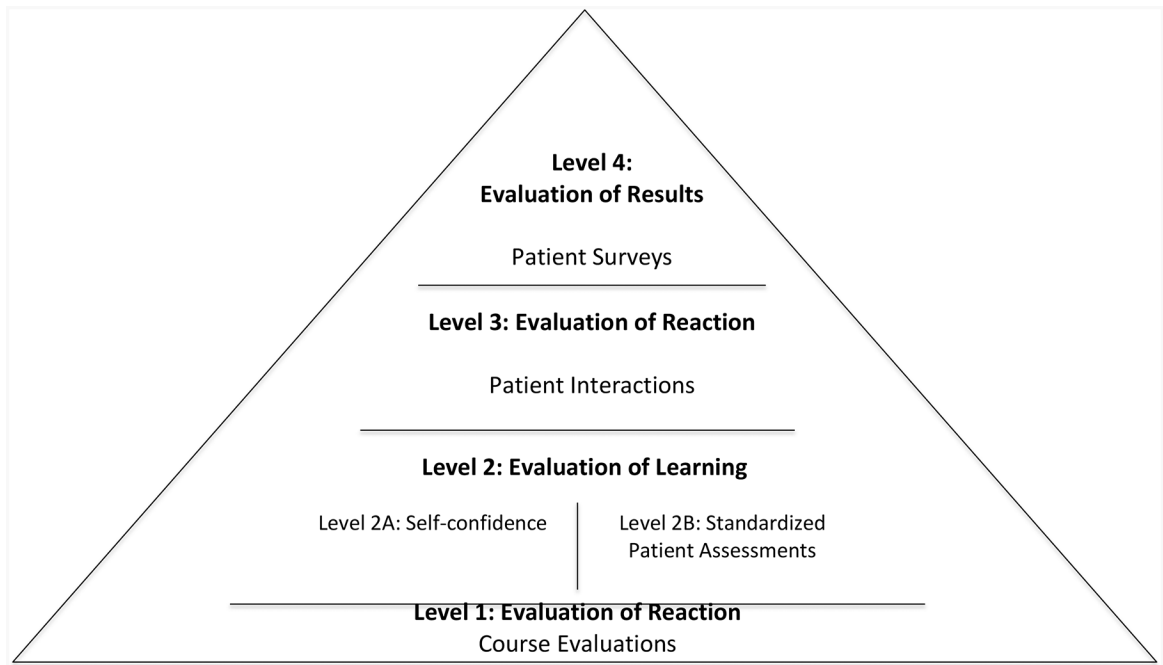 Level 4:
Evaluation of Results
Patient Surveys
Level 3: Evaluation of Reaction
Patient Interactions
Level 2: Evaluation of Learning
Level 2A: Self-confidence
Level 2B: Standardized
Patient Assessments
Level 1: Evaluation of Reaction
Course Evaluations